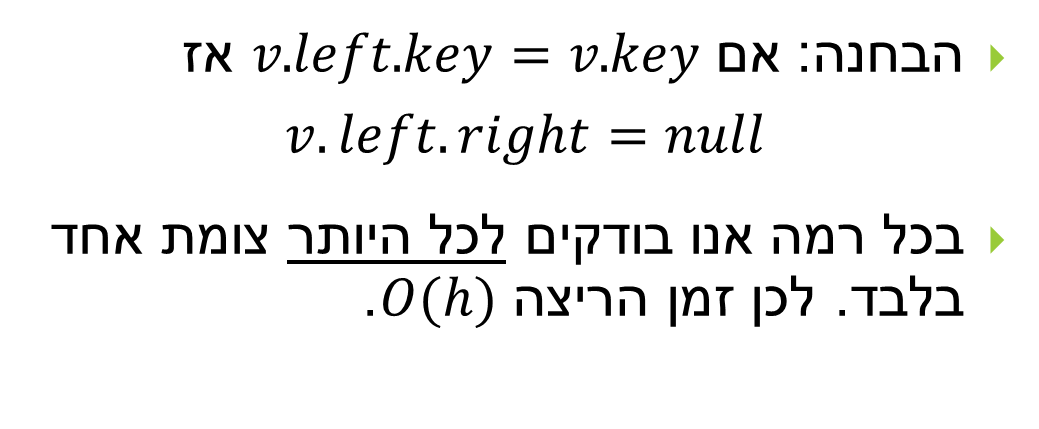 הבחנה: אם v.left.key = v.key אז
v.left.right = null
בכל רמה אנו בודקים לכל היותר צומת אחד
בלבד. לכן זמן הריצה O(h).